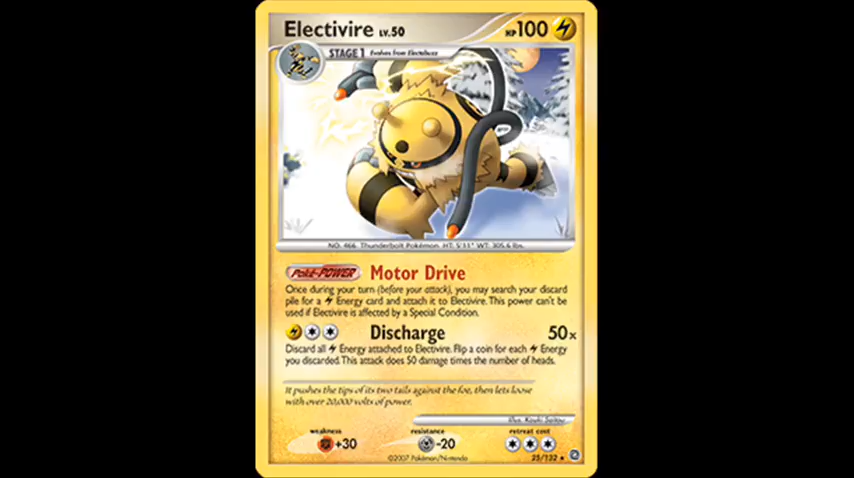 Electivire LV.50 HP 100
STAGE 1 Evolves from Electabuzz
NO. 466 Thunderbolt Pokémon HT: 5'11" WT: 305.6 lbs.
Poké-POWER Motor Drive
Once during your turn (before your attack), you may search your discard
pile for a Energy card and attach it to Electivire. This power can't be
used if Electivire is affected by a Special Condition.
Discharge 50x
Discard all Energy attached to Electivire. Flip a coin for each Energy
you discarded. This attack does 50 damage times the number of heads.
It pushes the tips of its two tails against the foe, then lets loose
with over 20,000 volts of power.
Illus. Kouki Saitou
weakness resistance retreat cost
+30 -20
©2007 Pokémon/Nintendo 25/132